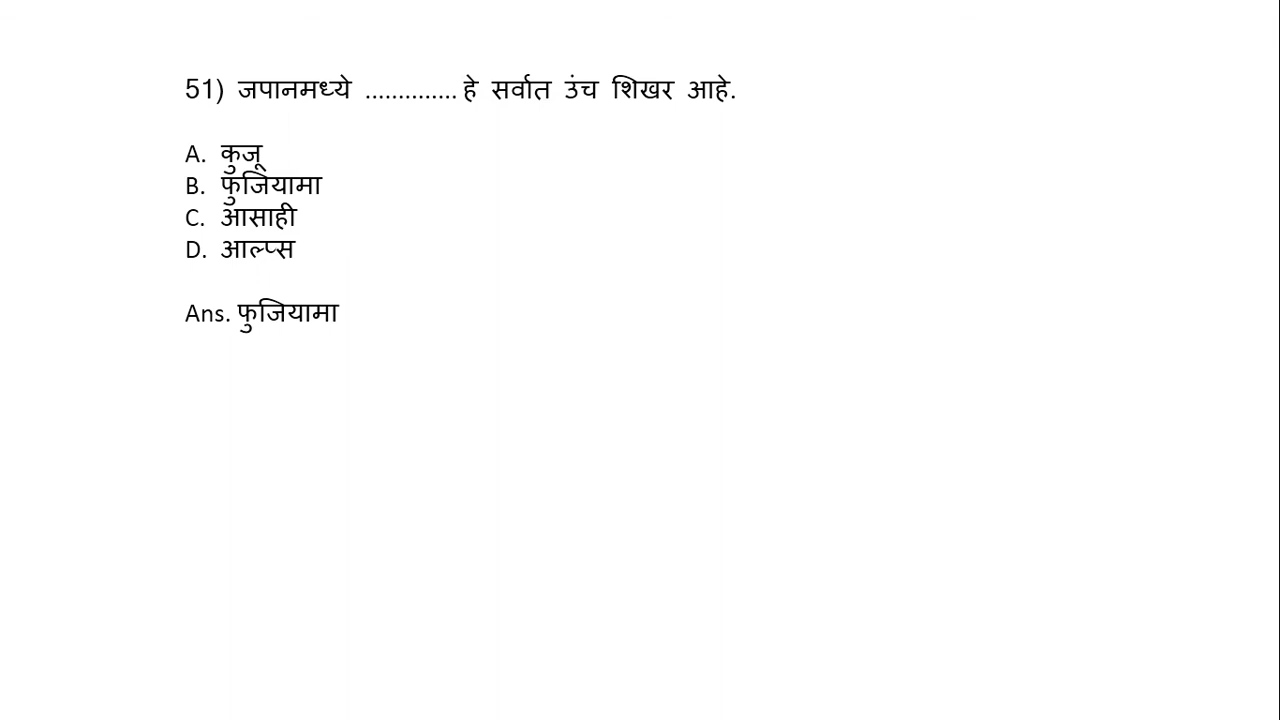 51) जपानमध्ये .............. हे सर्वात उंच शिखर आहे.
A. कुजू
B. फुजियामा
C. आसाही
D. आल्प्स
Ans. फुजियामा